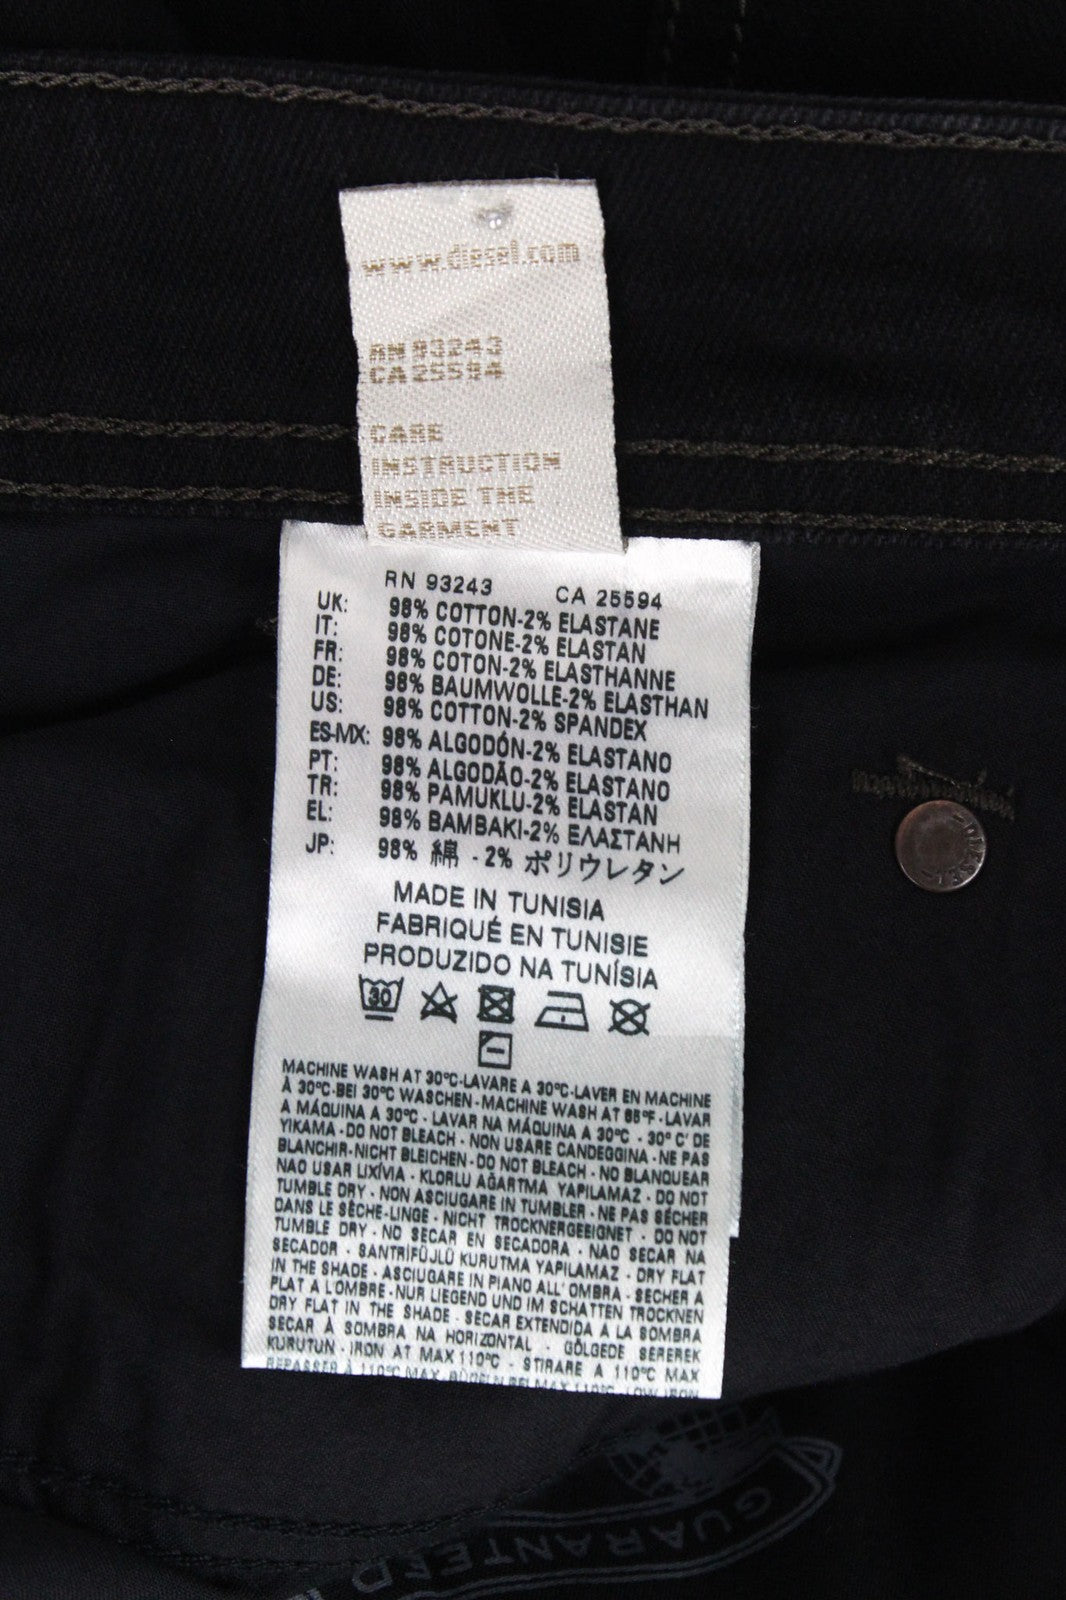 www.diesel.com
RN 93243
CA 25594
CARE
INSTRUCTION
INSIDE THE
GARMENT
RN 93243 CA 25594
UK: 98% COTTON-2% ELASTANE
IT: 98% COTONE-2% ELASTAN
FR: 98% COTON-2% ELASTHANNE
DE: 98% BAUMWOLLE-2% ELASTHAN
US: 98% COTTON-2% SPANDEX
ES-MX: 98% ALGODÓN-2% ELASTANO
PT: 98% ALGODÃO-2% ELASTANO
TR: 98% PAMUKLU-2% ELASTAN
EL: 98% BAMBAKI-2% ΕΛΑΣΤΑΝΗ
JP: 98% 綿 - 2% ポリウレタン
MADE IN TUNISIA
FABRIQUÉ EN TUNISIE
PRODUZIDO NA TUNÍSIA
30
MACHINE WASH AT 30°C-LAVARE A 30°C-LAVER EN MACHINE
À 30°C-BEI 30°C WASCHEN-MACHINE WASH AT 85°F-LAVAR
A MÁQUINA A 30°C - LAVAR NA MÁQUINA A 30°C - 30° C' DE
YIKAMA - DO NOT BLEACH - NON USARE CANDEGGINA - NE PAS
BLANCHIR-NICHT BLEICHEN-DO NOT BLEACH - NO BLANQUEAR
NAO USAR LIXÍVIA - KLORLU AĞARTMA YAPILAMAZ - DO NOT
TUMBLE DRY - NON ASCIUGARE IN TUMBLER - NE PAS SÉCHER
DANS LE SÈCHE-LINGE - NICHT TROCKNERGEEIGNET - DO NOT
TUMBLE DRY - NO SECAR EN SECADORA - NAO SECAR NA
SECADOR - SANTRİFÜJLÜ KURUTMA YAPILAMAZ - DRY FLAT
IN THE SHADE - ASCIUGARE IN PIANO ALL' OMBRA - SÉCHER A
PLAT A L'OMBRE-NUR LIEGEND UND IM SCHATTEN TROCKNEN
DRY FLAT IN THE SHADE - SECAR EXTENDIDA A LA SOMBRA
SECAR À SOMBRA NA HORIZONTAL - GÖLGEDE SEREREK
KURUTUN - IRON AT MAX 110°C - STIRARE A 110°C MAX
REPASSER À 110°C MAX BÜGELN BEI MAX 110°C LOW IRON
DIESEL
GUARANTEED